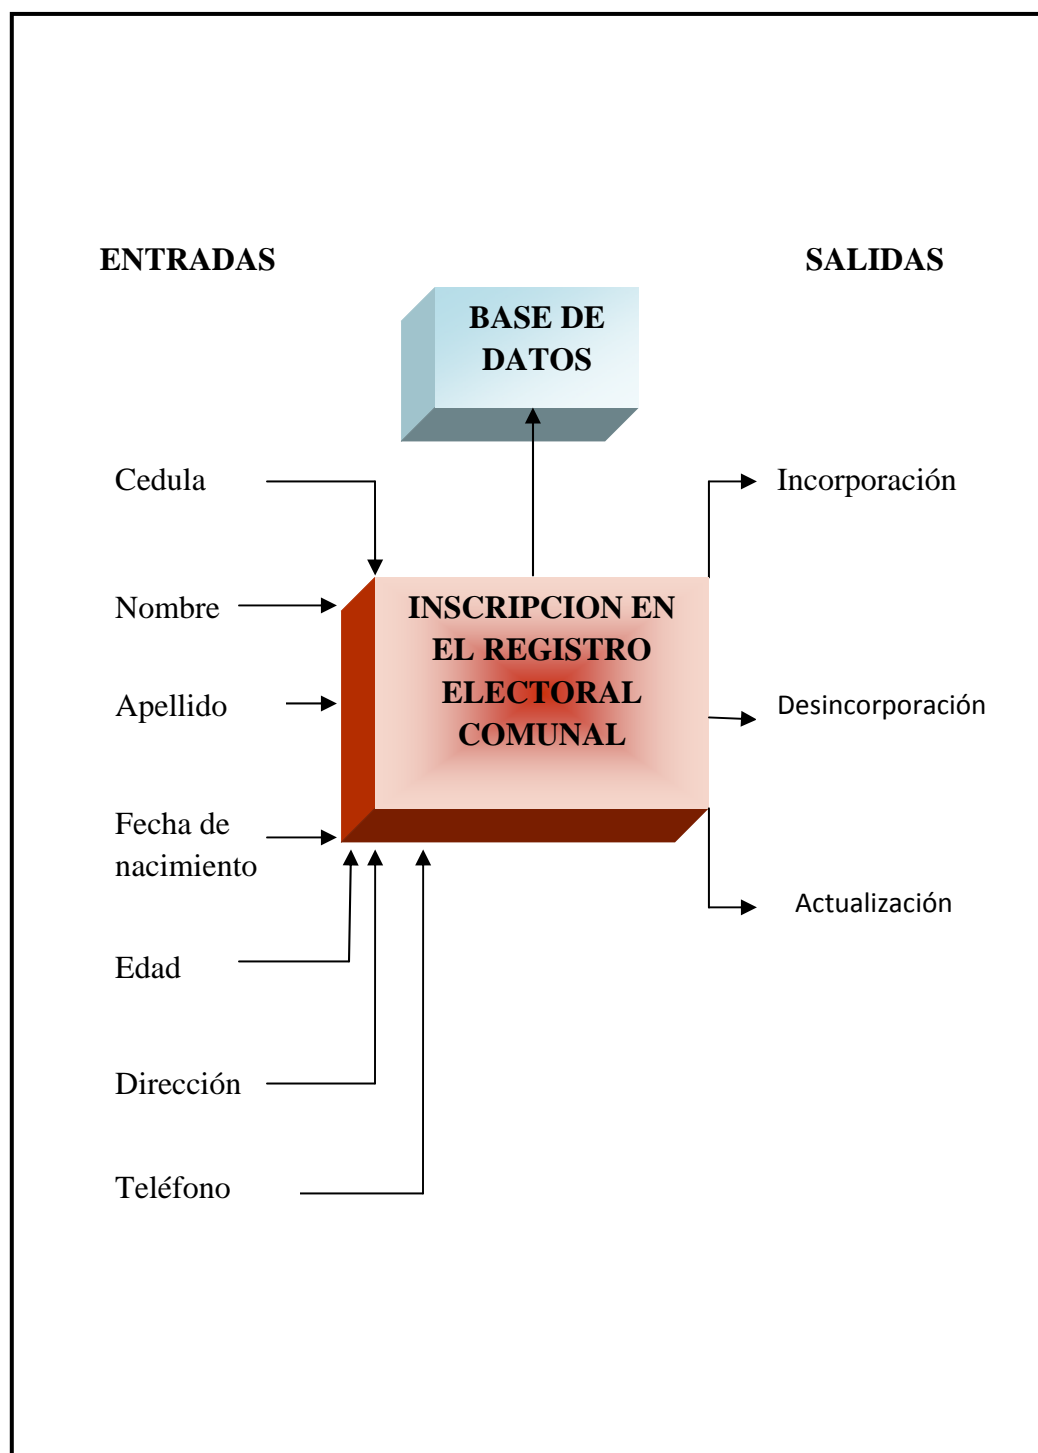 ENTRADAS
SALIDAS
BASE DE
DATOS
Cedula
Incorporación
Nombre
INSCRIPCION EN
EL REGISTRO
ELECTORAL
COMUNAL
Apellido
Desincorporación
Fecha de
nacimiento
Actualización
Edad
Dirección
Teléfono